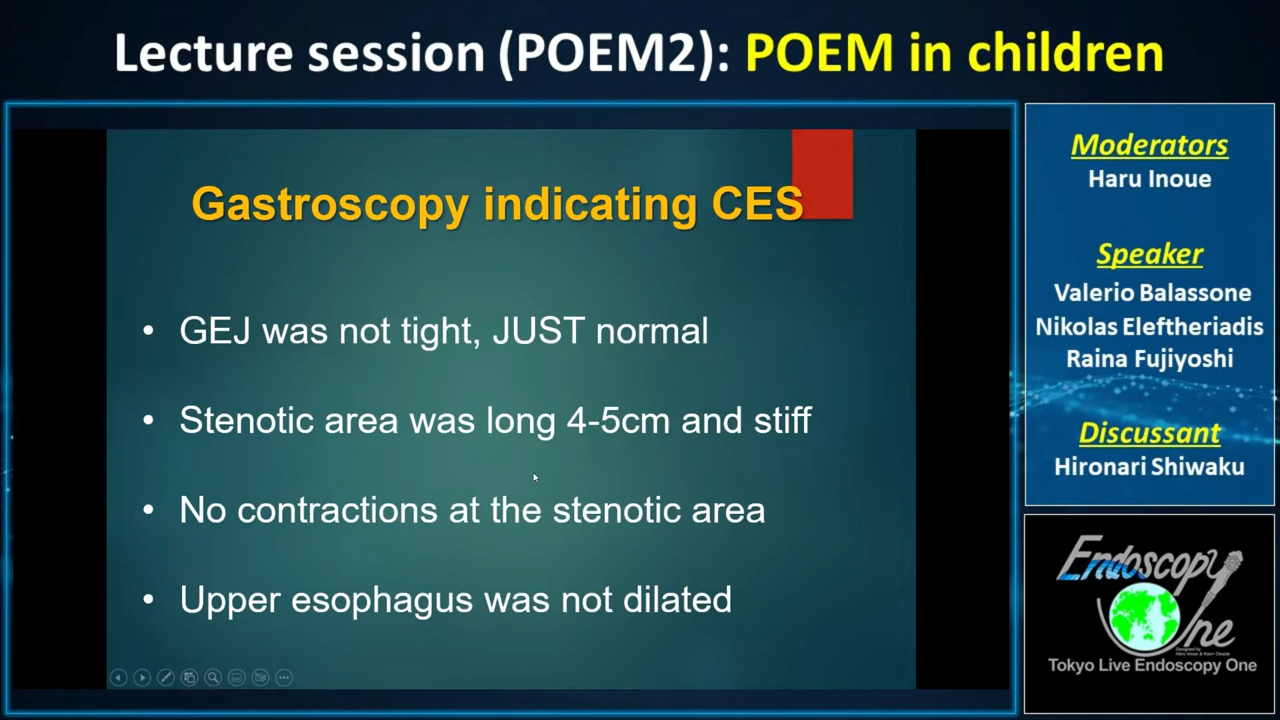 Lecture session (POEM2): POEM in children
Gastroscopy indicating CES
• GEJ was not tight, JUST normal
• Stenotic area was long 4-5cm and stiff
• No contractions at the stenotic area
• Upper esophagus was not dilated
Moderators
Haru Inoue
Speaker
Valerio Balassone
Nikolas Eleftheriadis
Raina Fujiyoshi
Discussant
Hironari Shiwaku
Endoscopy
One
Designed by
Tokyo Live Endoscopy One